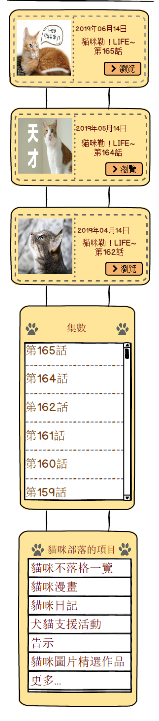 2019年06月14日
貓咪勒！LIFE~
第165話
瀏覽
天才
2019年05月14日
貓咪勒！LIFE~
第164話
瀏覽
2019年04月14日
貓咪勒！LIFE~
第162話
瀏覽
集數
第165話
第164話
第162話
第161話
第160話
第159話
貓咪部落的項目
貓咪不落格一覽
貓咪漫畫
貓咪日記
犬貓支援活動
告示
貓咪圖片精選作品
更多...